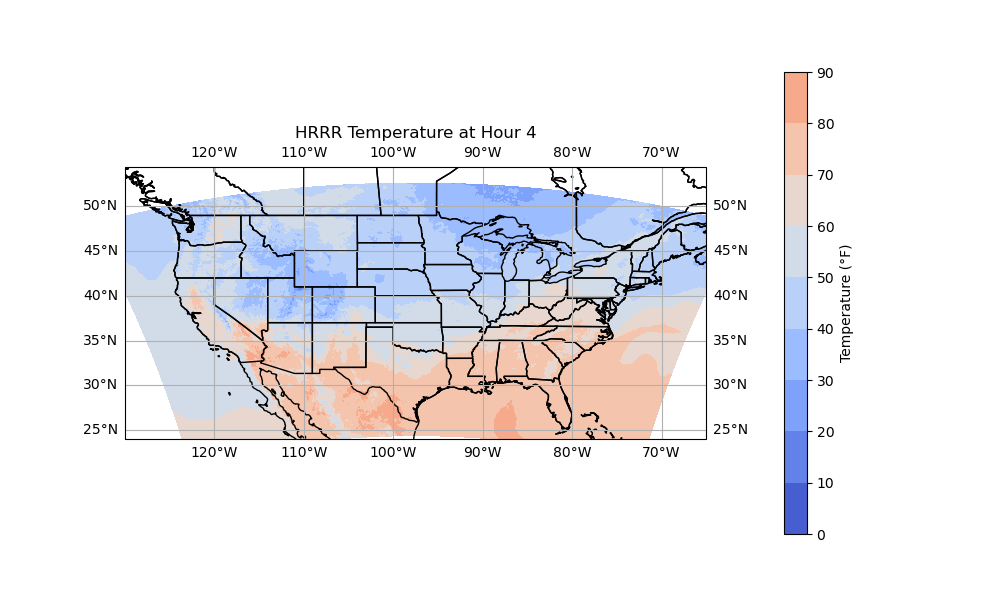 HRRR Temperature at Hour 4
120°W 110°W 100°W 90°W 80°W 70°W
50°N 50°N
45°N 45°N
40°N 40°N
35°N 35°N
30°N 30°N
25°N 25°N
120°W 110°W 100°W 90°W 80°W 70°W
90
80
70
60
50
40
30
20
10
0
Temperature (°F)